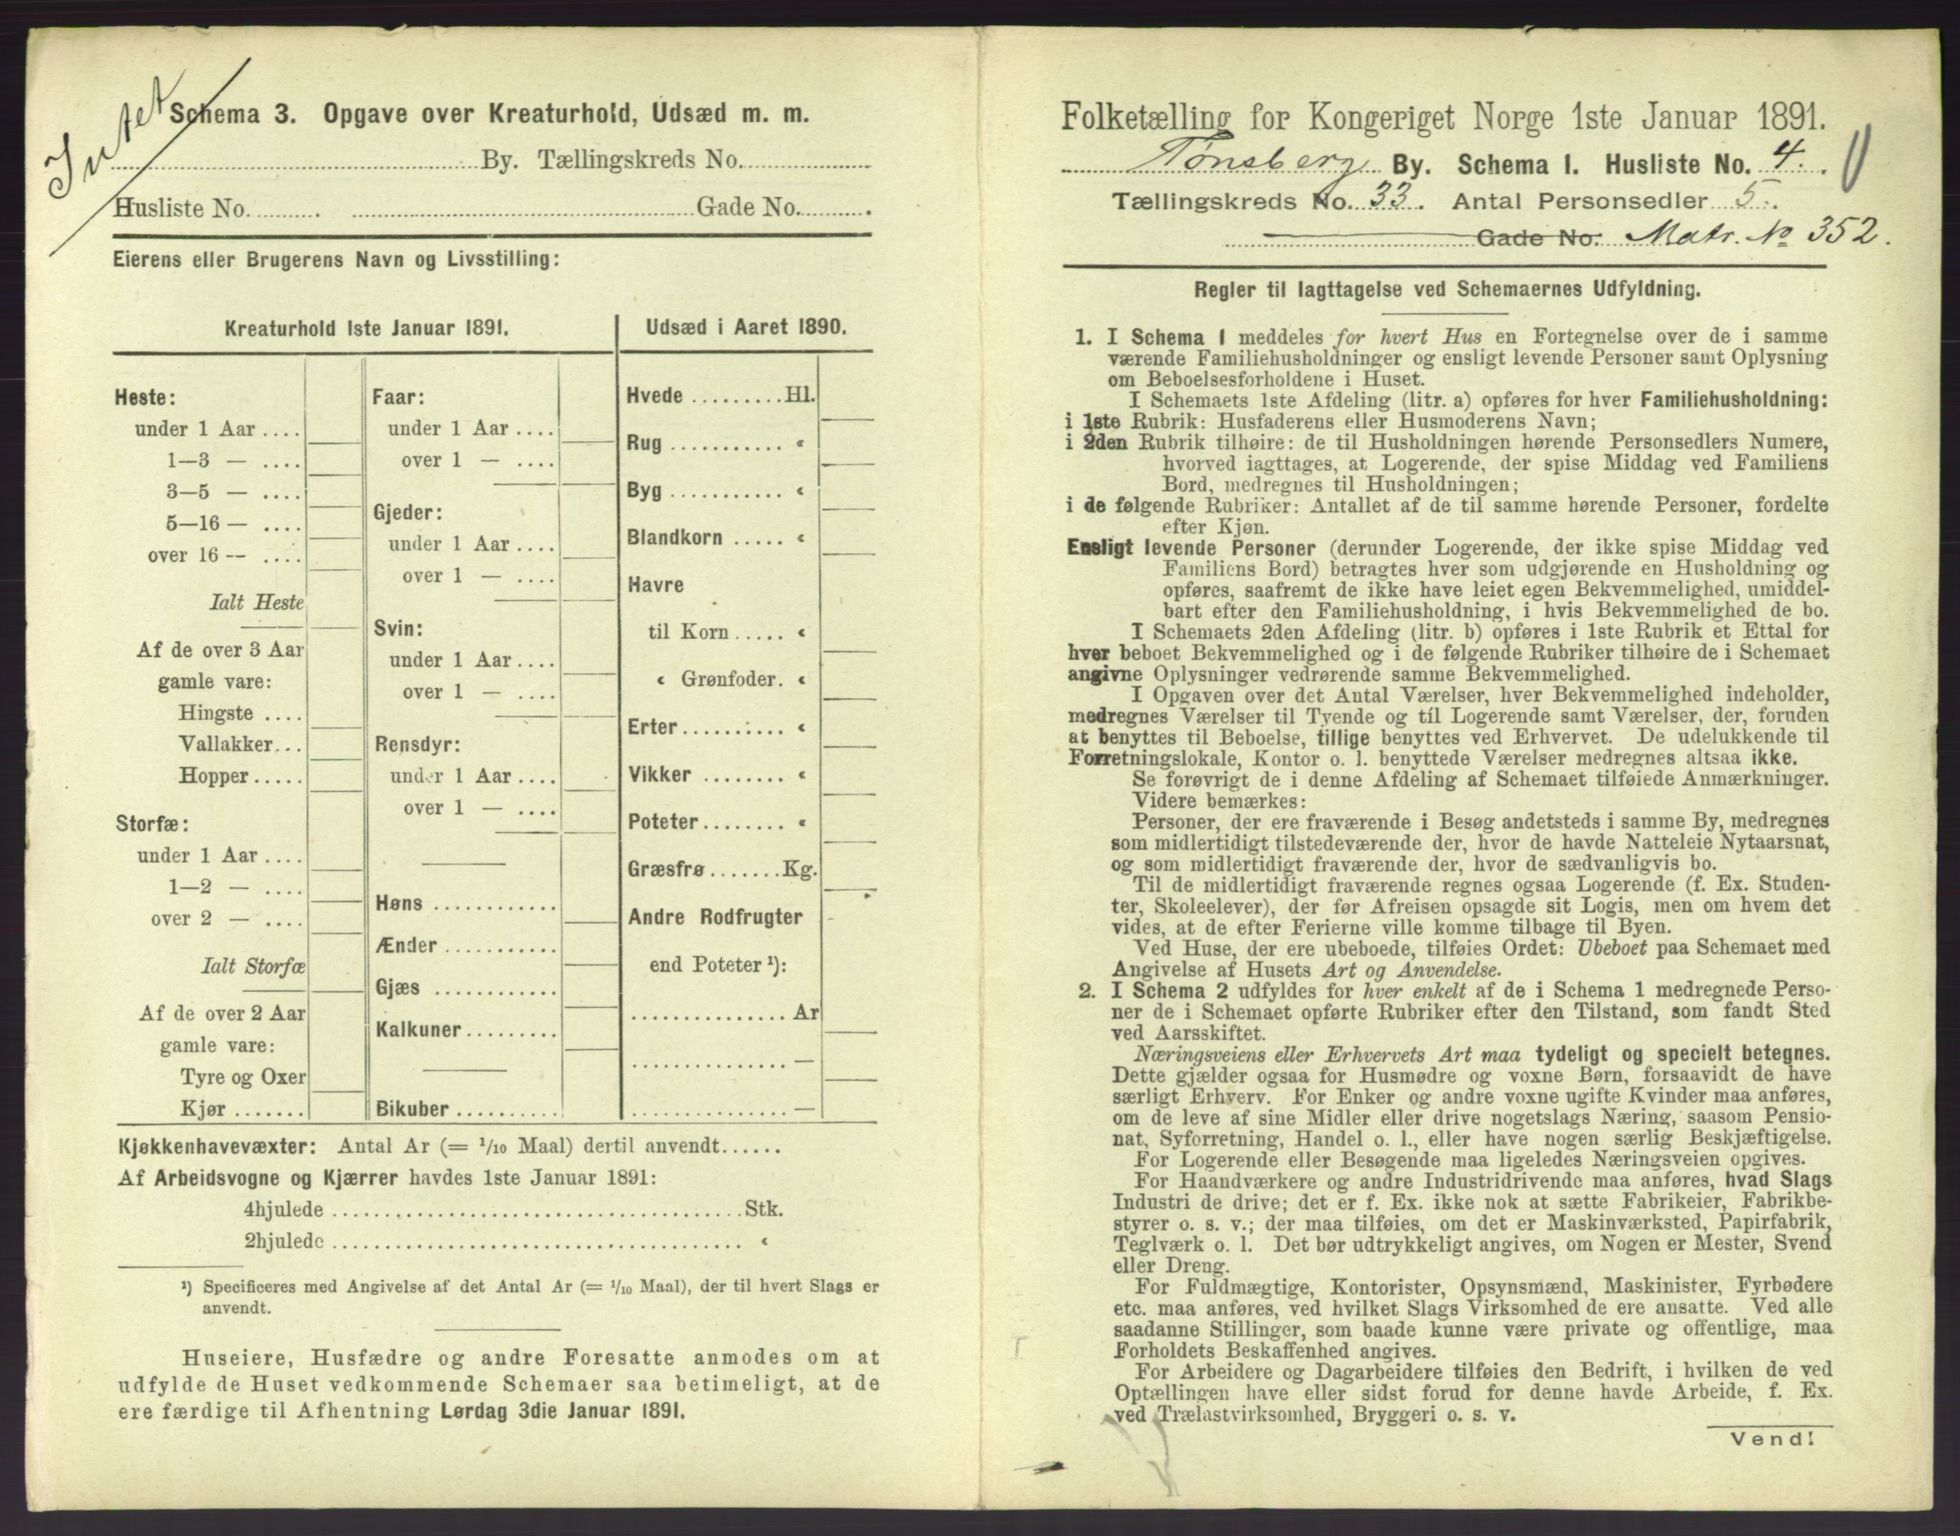 Intet
Schema 3. Opgave over Kreaturhold, Udsæd m. m.
By. Tællingskreds No.
Husliste No. Gade No.
Eierens eller Brugerens Navn og Livsstilling:
Kreaturhold 1ste Januar 1891.
Heste:
under 1 Aar
1—3 —
3—5 —
5—16 —
over 16 —
Ialt Heste
Af de over 3 Aar
gamle vare:
Hingste
Vallakker
Hopper
Storfæ:
under 1 Aar
1—2 —
over 2 —
Ialt Storfæ
Af de over 2 Aar
gamle vare:
Tyre og Oxer
Kjør
Faar:
under 1 Aar
over 1 —
Gjeder:
under 1 Aar
over 1 —
Svin:
under 1 Aar
over 1 —
Rensdyr:
under 1 Aar
over 1 —
Høns
Ænder
Gjæs
Kalkuner
Bikuber
Udsæd i Aaret 1890.
Hvede Hl.
Rug «
Byg «
Blandkorn «
Havre
til Korn «
« Grønfoder. «
Erter «
Vikker «
Poteter «
Græsfrø Kg.
Andre Rodfrugter
end Poteter ¹):
Ar
—
—
Kjøkkenhavevæxter: Antal Ar (= ¹/₁₀ Maal) dertil anvendt
Af Arbeidsvogne og Kjærrer havdes 1ste Januar 1891:
4hjulede Stk.
2hjulede «
¹) Specificeres med Angivelse af det Antal Ar (= ¹/₁₀ Maal), der til hvert Slags er
anvendt.
Huseiere, Husfædre og andre Foresatte anmodes om at
udfylde de Huset vedkommende Schemaer saa betimeligt, at de
ere færdige til Afhentning Lørdag 3die Januar 1891.
Folketælling for Kongeriget Norge 1ste Januar 1891.
Tønsberg By. Schema I. Husliste No. 4.
Tællingskreds No. 33. Antal Personsedler 5.
Gade No. Matr. No 352.
Regler til Iagttagelse ved Schemaernes Udfyldning.
1. I Schema 1 meddeles for hvert Hus en Fortegnelse over de i samme
værende Familiehusholdninger og ensligt levende Personer samt Oplysning
om Beboelsesforholdene i Huset.
I Schemaets 1ste Afdeling (litr. a) opføres for hver Familiehusholdning:
i 1ste Rubrik: Husfaderens eller Husmoderens Navn;
i 2den Rubrik tilhøire: de til Husholdningen hørende Personsedlers Numere,
hvorved iagttages, at Logerende, der spise Middag ved Familiens
Bord, medregnes til Husholdningen;
i de følgende Rubriker: Antallet af de til samme hørende Personer, fordelte
efter Kjøn.
Ensligt levende Personer (derunder Logerende, der ikke spise Middag ved
Familiens Bord) betragtes hver som udgjørende en Husholdning og
opføres, saafremt de ikke have leiet egen Bekvemmelighed, umiddel-
bart efter den Familiehusholdning, i hvis Bekvemmelighed de bo.
I Schemaets 2den Afdeling (litr. b) opføres i 1ste Rubrik et Ettal for
hver beboet Bekvemmelighed og i de følgende Rubriker tilhøire de i Schemaet
angivne Oplysninger vedrørende samme Bekvemmelighed.
I Opgaven over det Antal Værelser, hver Bekvemmelighed indeholder,
medregnes Værelser til Tyende og til Logerende samt Værelser, der, foruden
at benyttes til Beboelse, tillige benyttes ved Erhvervet. De udelukkende til
Forretningslokale, Kontor o. l. benyttede Værelser medregnes altsaa ikke.
Se forøvrigt de i denne Afdeling af Schemaet tilføiede Anmærkninger.
Videre bemærkes:
Personer, der ere fraværende i Besøg andetsteds i samme By, medregnes
som midlertidigt tilstedeværende der, hvor de havde Natteleie Nytaarsnat,
og som midlertidigt fraværende der, hvor de sædvanligvis bo.
Til de midlertidigt fraværende regnes ogsaa Logerende (f. Ex. Studen-
ter, Skoleelever), der før Afreisen opsagde sit Logis, men om hvem det
vides, at de efter Ferierne ville komme tilbage til Byen.
Ved Huse, der ere ubeboede, tilføies Ordet: Ubeboet paa Schemaet med
Angivelse af Husets Art og Anvendelse.
2. I Schema 2 udfyldes for hver enkelt af de i Schema 1 medregnede Perso-
ner de i Schemaet opførte Rubriker efter den Tilstand, som fandt Sted
ved Aarsskiftet.
Næringsveiens eller Erhvervets Art maa tydeligt og specielt betegnes.
Dette gjælder ogsaa for Husmødre og voxne Børn, forsaavidt de have
særligt Erhverv. For Enker og andre voxne ugifte Kvinder maa anføres,
om de leve af sine Midler eller drive nogetslags Næring, saasom Pensio-
nat, Syforretning, Handel o. l., eller have nogen særlig Beskjæftigelse.
For Logerende eller Besøgende maa ligeledes Næringsveien opgives.
For Haandværkere og andre Industridrivende maa anføres, hvad Slags
Industri de drive; det er f. Ex. ikke nok at sætte Fabrikeier, Fabrikbe-
styrer o. s. v.; der maa tilføies, om det er Maskinværksted, Papirfabrik,
Teglværk o. l. Det bør udtrykkeligt angives, om Nogen er Mester, Svend
eller Dreng.
For Fuldmægtige, Kontorister, Opsynsmænd, Maskinister, Fyrbødere
etc. maa anføres, ved hvilket Slags Virksomhed de ere ansatte. Ved alle
saadanne Stillinger, som baade kunne være private og offentlige, maa
Forholdets Beskaffenhed angives.
For Arbeidere og Dagarbeidere tilføies den Bedrift, i hvilken de ved
Optællingen have eller sidst forud for denne havde Arbeide, f. Ex.
ved Trælastvirksomhed, Bryggeri o. s. v.
Vend!